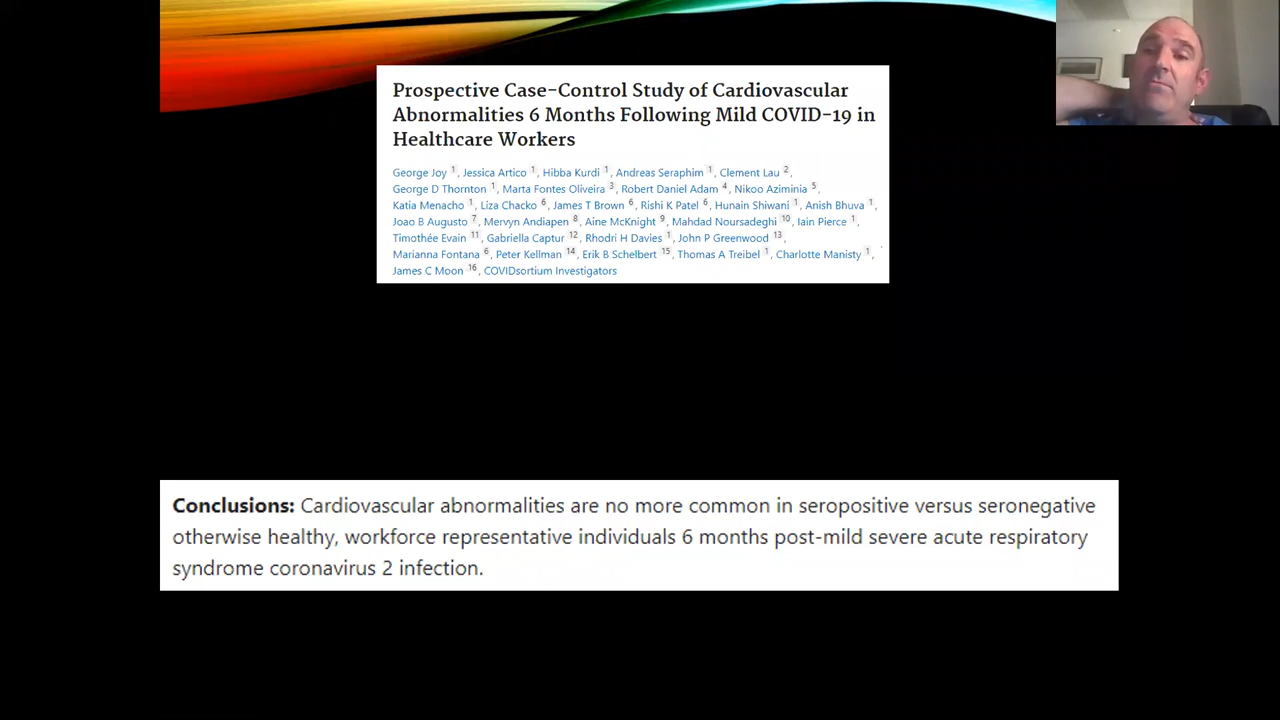 Prospective Case-Control Study of Cardiovascular
Abnormalities 6 Months Following Mild COVID-19 in
Healthcare Workers
George Joy 1, Jessica Artico 1, Hibba Kurdi 1, Andreas Seraphim 1, Clement Lau 2,
George D Thornton 1, Marta Fontes Oliveira 3, Robert Daniel Adam 4, Nikoo Aziminia 5,
Katia Menacho 1, Liza Chacko 6, James T Brown 6, Rishi K Patel 6, Hunain Shiwani 1, Anish Bhuva 1,
Joao B Augusto 7, Mervyn Andiapen 8, Aine McKnight 9, Mahdad Noursadeghi 10, Iain Pierce 1,
Timothée Evain 11, Gabriella Captur 12, Rhodri H Davies 1, John P Greenwood 13,
Marianna Fontana 6, Peter Kellman 14, Erik B Schelbert 15, Thomas A Treibel 1, Charlotte Manisty 1,
James C Moon 16, COVIDsortium Investigators
Conclusions: Cardiovascular abnormalities are no more common in seropositive versus seronegative
otherwise healthy, workforce representative individuals 6 months post-mild severe acute respiratory
syndrome coronavirus 2 infection.